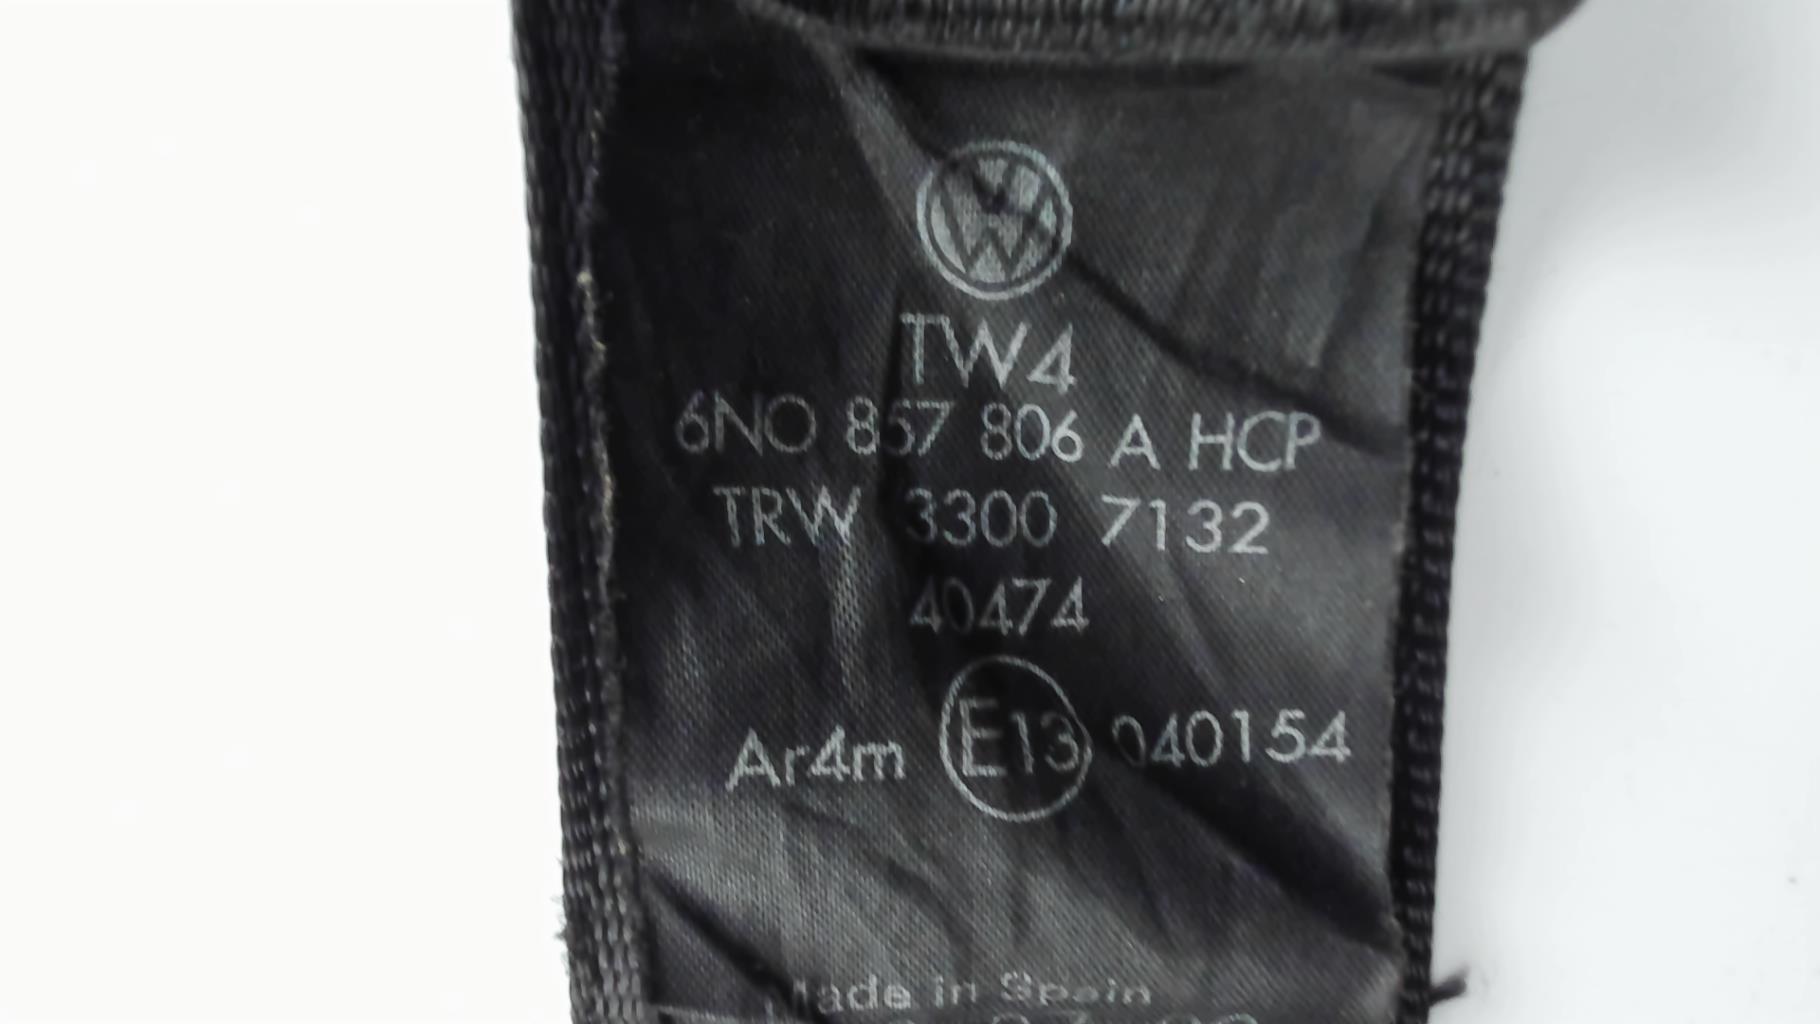 TW4
6N0 857 806 A HCP
TRW 3300 7132
40474
Ar4m E13 040154
Made in Spain